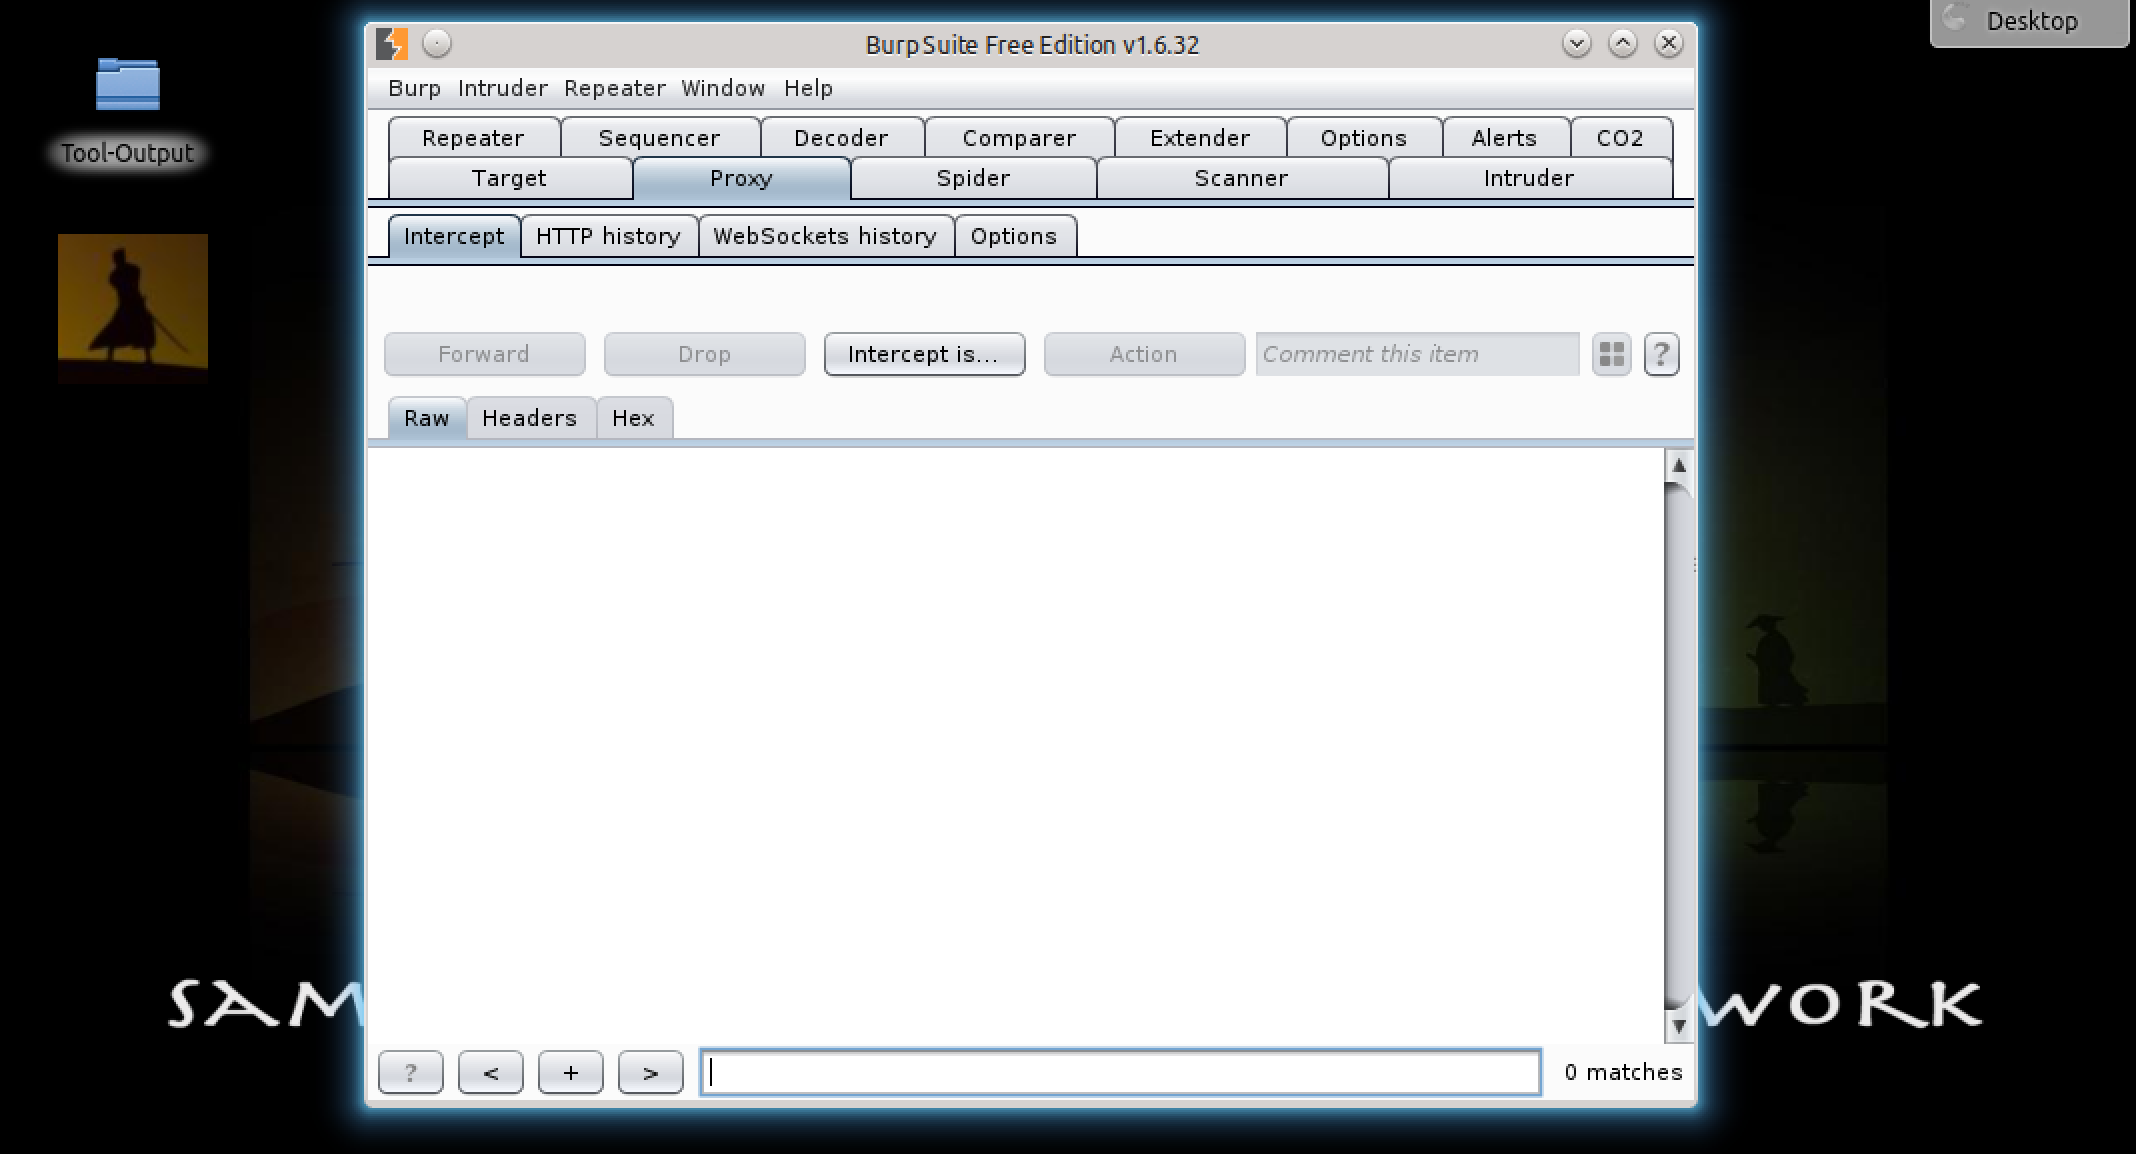 Desktop
BurpSuite Free Edition v1.6.32
Burp Intruder Repeater Window Help
Repeater Sequencer Decoder Comparer Extender Options Alerts CO2
Target Proxy Spider Scanner Intruder
Tool-Output
Intercept HTTP history WebSockets history Options
Forward Drop Intercept is... Action Comment this item ?
Raw Headers Hex
SAM WORK
? < + > 0 matches